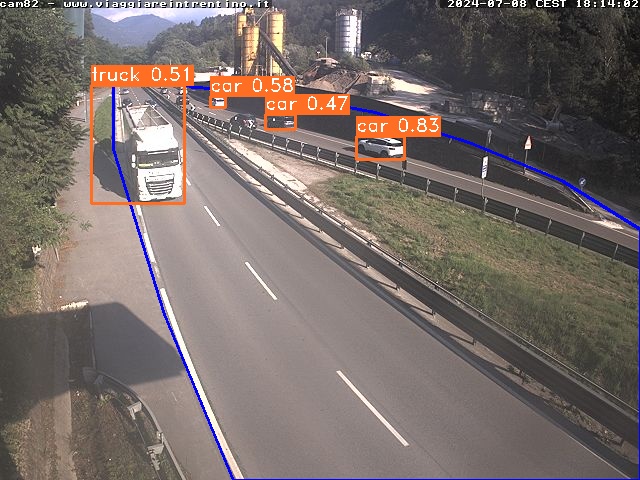 cam82 - www.viaggiareintrentino.it
2024-07-08 CEST 18:14:02
truck 0.51
car 0.58
car 0.47
car 0.83